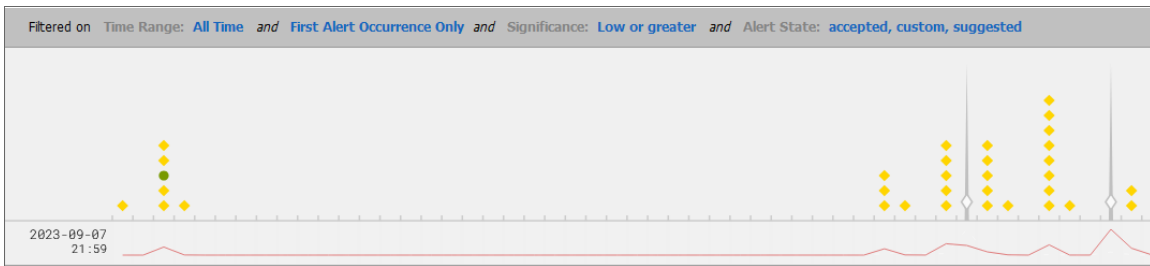 Filtered on Time Range: All Time and First Alert Occurrence Only and Significance: Low or greater and Alert State: accepted, custom, suggested
2023-09-07
21:59